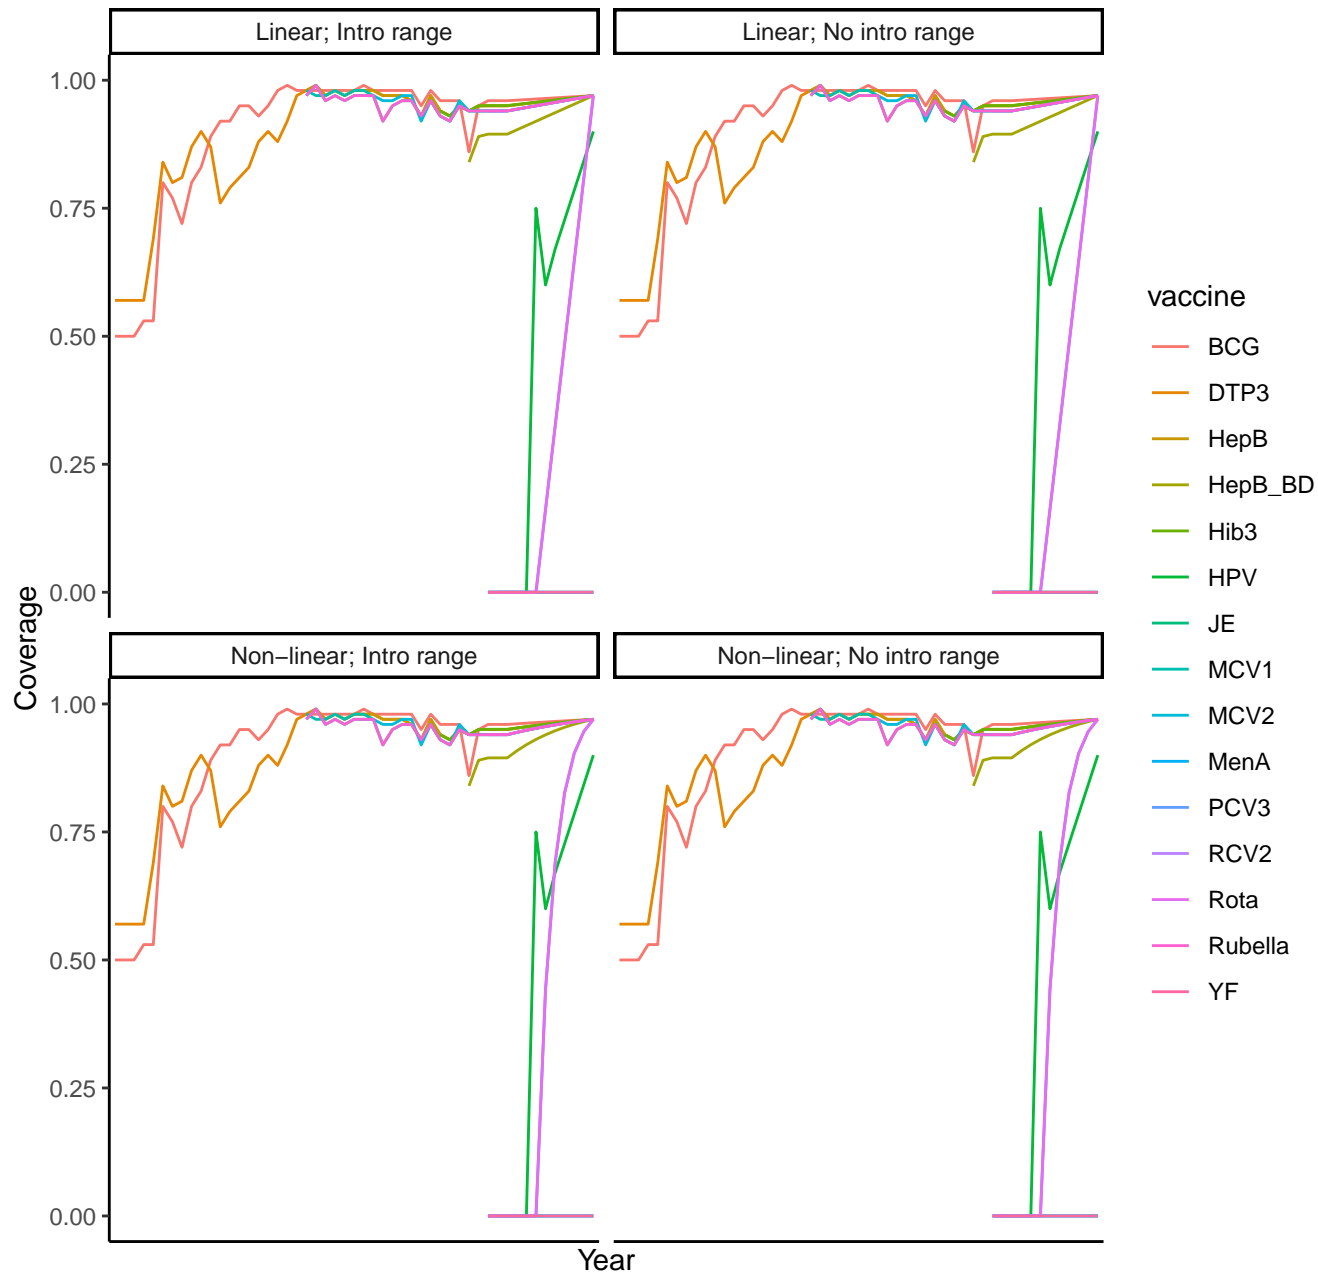 Linear; Intro range
Linear; No intro range
1.00
0.75
0.50
0.25
0.00
Non−linear; Intro range
Non−linear; No intro range
1.00
0.75
0.50
0.25
0.00
Coverage
Year
vaccine
BCG
DTP3
HepB
HepB_BD
Hib3
HPV
JE
MCV1
MCV2
MenA
PCV3
RCV2
Rota
Rubella
YF